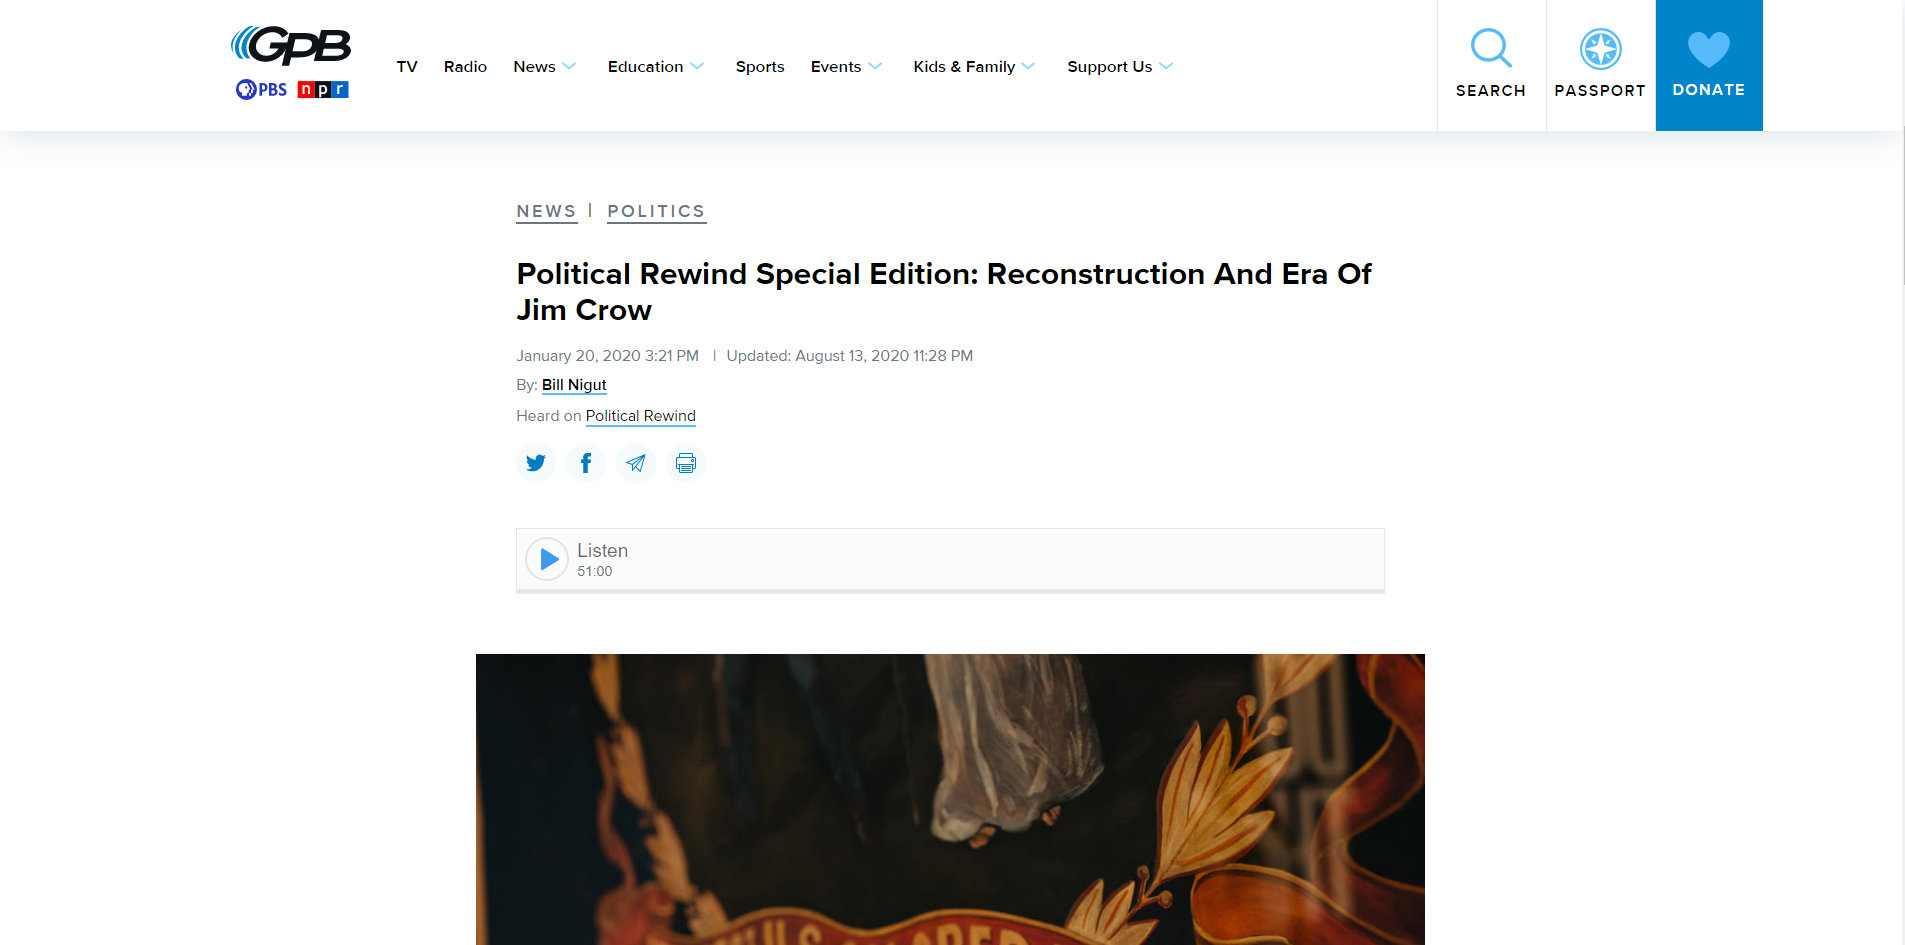 GPB
PBS npr
TV Radio News Education Sports Events Kids & Family Support Us
SEARCH PASSPORT DONATE
NEWS | POLITICS
Political Rewind Special Edition: Reconstruction And Era Of
Jim Crow
January 20, 2020 3:21 PM | Updated: August 13, 2020 11:28 PM
By: Bill Nigut
Heard on Political Rewind
Listen
51:00